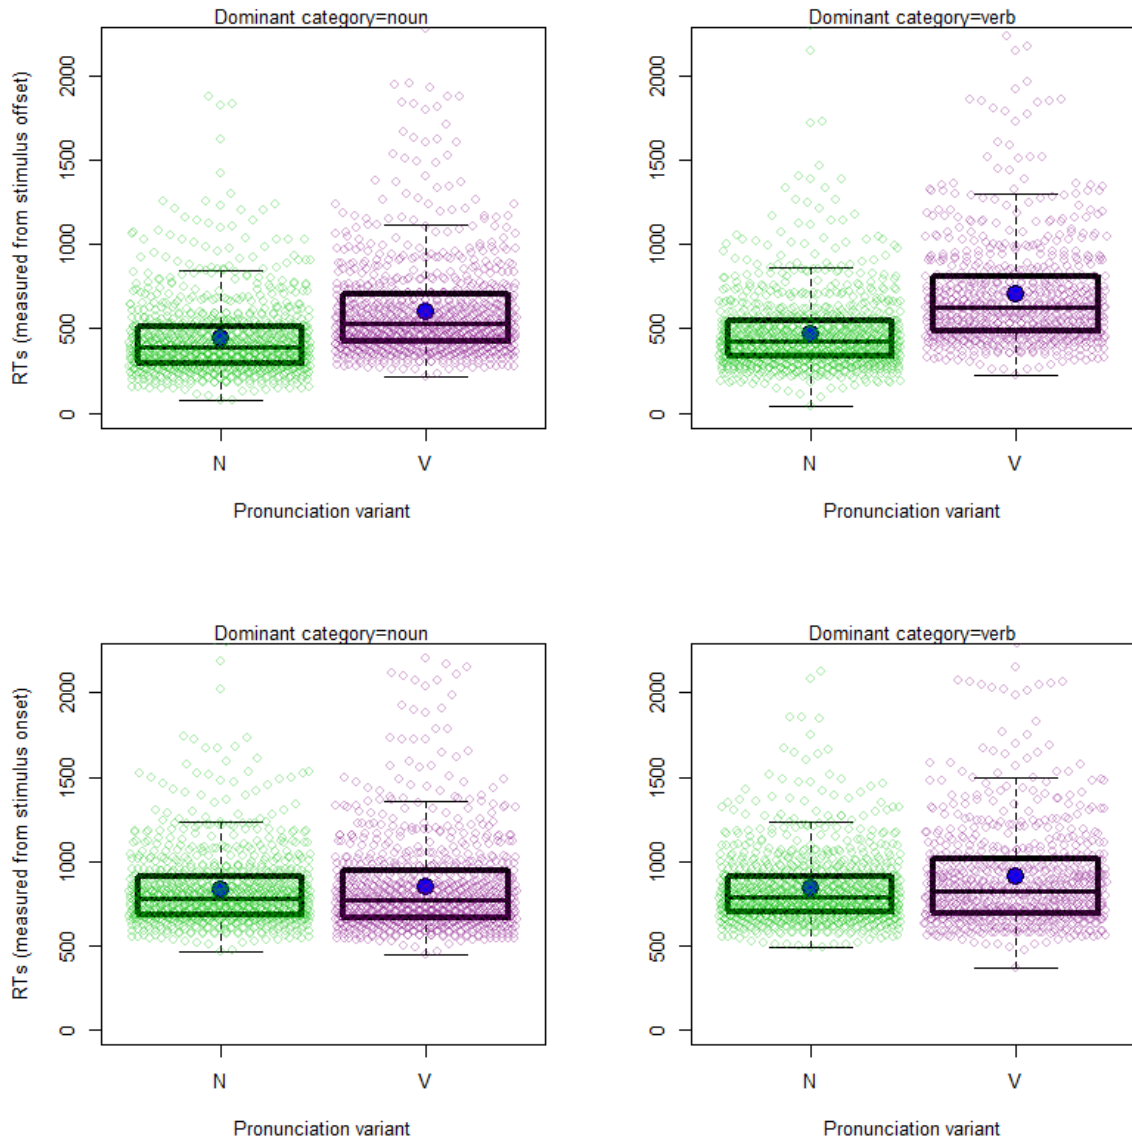 Dominant category=noun
Dominant category=verb
RTs (measured from stimulus offset)
2000
1500
1000
500
0
N
V
N
V
Pronunciation variant
Pronunciation variant
Dominant category=noun
Dominant category=verb
RTs (measured from stimulus onset)
2000
1500
1000
500
0
2000
1500
1000
500
0
2000
1500
1000
500
0
N
V
N
V
Pronunciation variant
Pronunciation variant